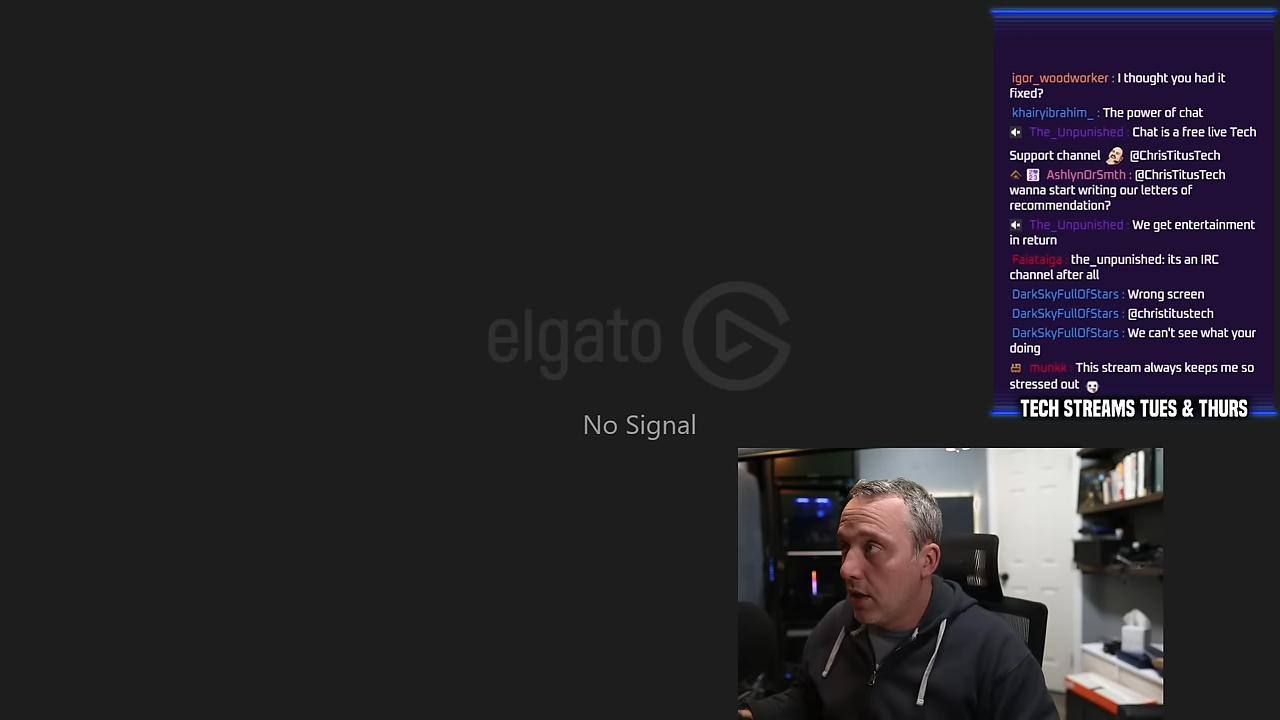 igor_woodworker : I thought you had it
fixed?
khairyibrahim_ : The power of chat
The_Unpunished : Chat is a free live Tech
Support channel @ChrisTitusTech
AshlynOrSmth : @ChrisTitusTech
wanna start writing our letters of
recommendation?
The_Unpunished : We get entertainment
in return
Faiataiga : the_unpunished: its an IRC
channel after all
DarkSkyFullOfStars : Wrong screen
DarkSkyFullOfStars : @christitustech
DarkSkyFullOfStars : We can't see what your
doing
munkk : This stream always keeps me so
stressed out
TECH STREAMS TUES & THURS
elgato
No Signal